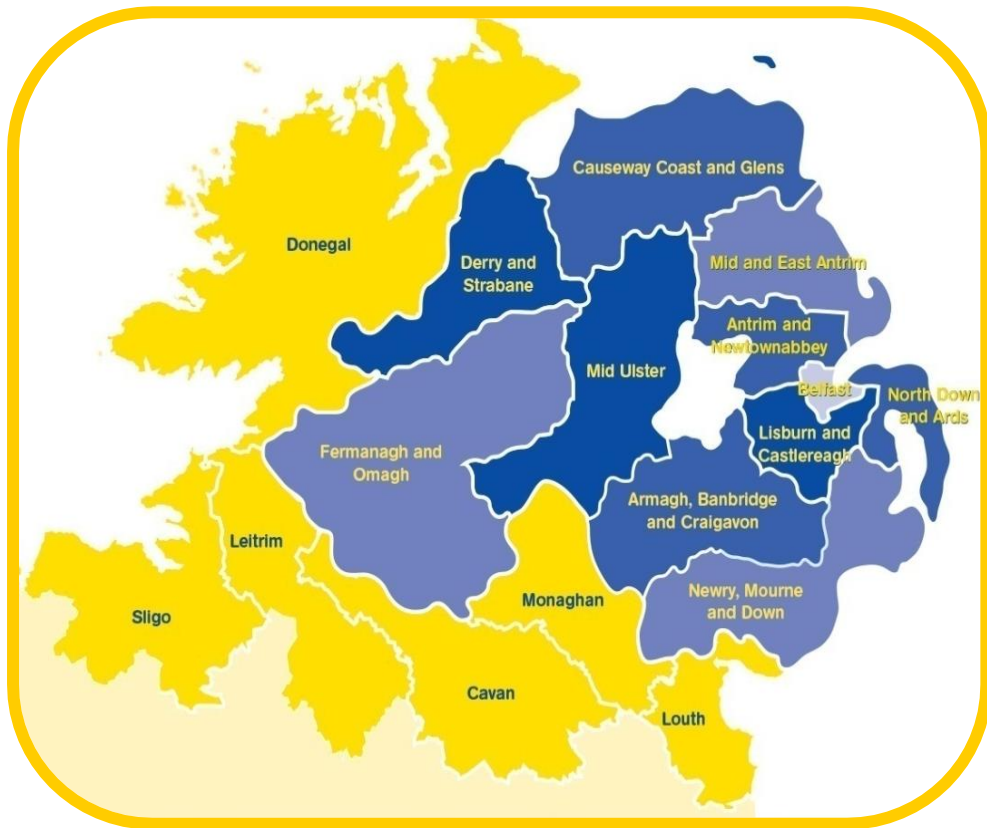 Causeway Coast and Glens
Donegal
Derry and
Strabane
Mid and East Antrim
Antrim and
Newtownabbey
Mid Ulster
Belfast
North Down
and Ards
Lisburn and
Castlereagh
Fermanagh and
Omagh
Armagh, Banbridge
and Craigavon
Leitrim
Monaghan
Newry, Mourne
and Down
Sligo
Cavan
Louth